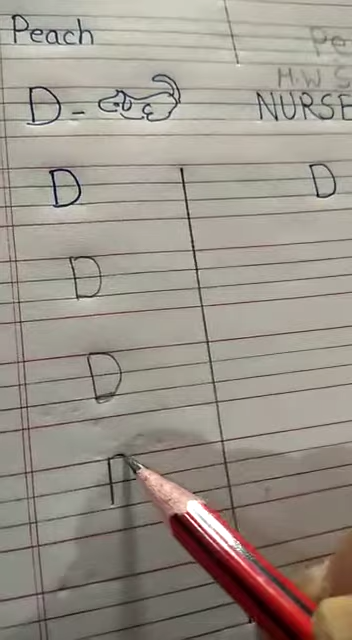 Peach
H.W
D - NURSE
D D
D
D